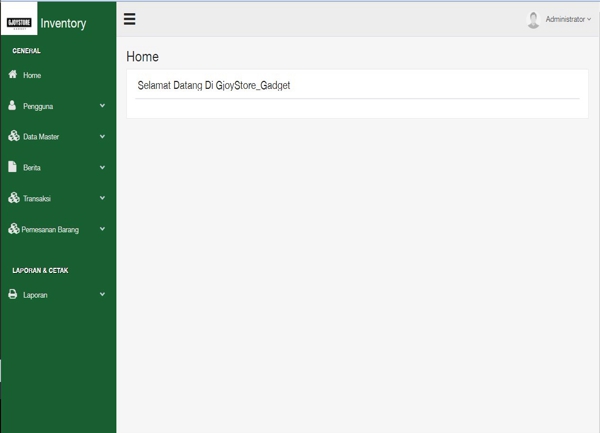 GJOYSTORE
Inventory
Administrator
GENERAL
Home
Pengguna
Data Master
Berita
Transaksi
Pemesanan Barang
LAPORAN & CETAK
Laporan
Home
Selamat Datang Di GjoyStore_Gadget